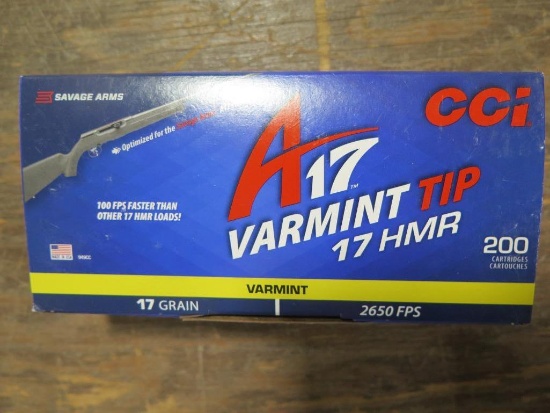 SAVAGE ARMS
CCI
Optimized for the
A17™
VARMINT TIP
17 HMR
100 FPS FASTER THAN
OTHER 17 HMR LOADS!
200
CARTRIDGES
CARTOUCHES
VARMINT
17 GRAIN
2650 FPS